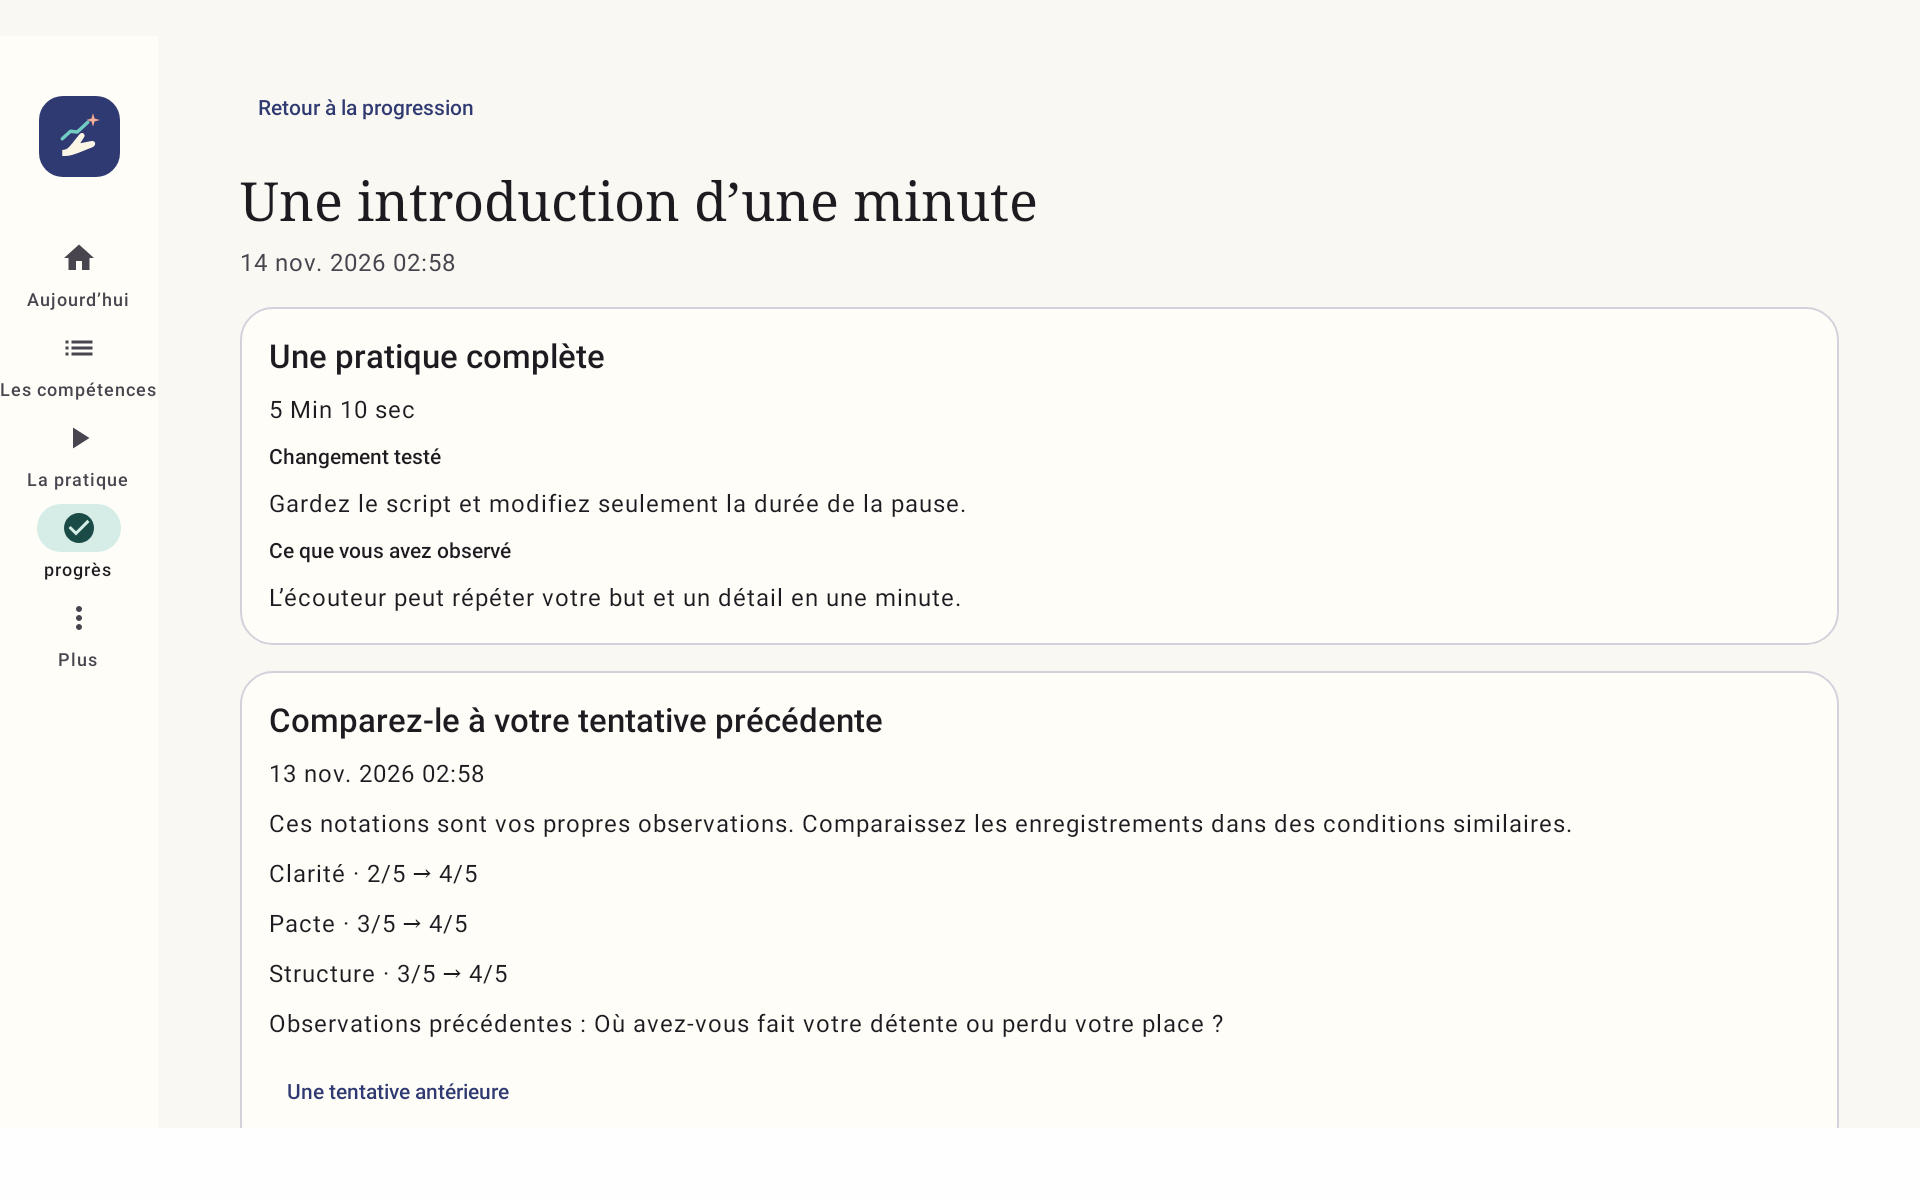 Retour à la progression
Une introduction d’une minute
14 nov. 2026 02:58
Aujourd’hui
Les compétences
La pratique
progrès
Plus
Une pratique complète
5 Min 10 sec
Changement testé
Gardez le script et modifiez seulement la durée de la pause.
Ce que vous avez observé
L’écouteur peut répéter votre but et un détail en une minute.
Comparez-le à votre tentative précédente
13 nov. 2026 02:58
Ces notations sont vos propres observations. Comparaissez les enregistrements dans des conditions similaires.
Clarité · 2/5 → 4/5
Pacte · 3/5 → 4/5
Structure · 3/5 → 4/5
Observations précédentes : Où avez-vous fait votre détente ou perdu votre place ?
Une tentative antérieure